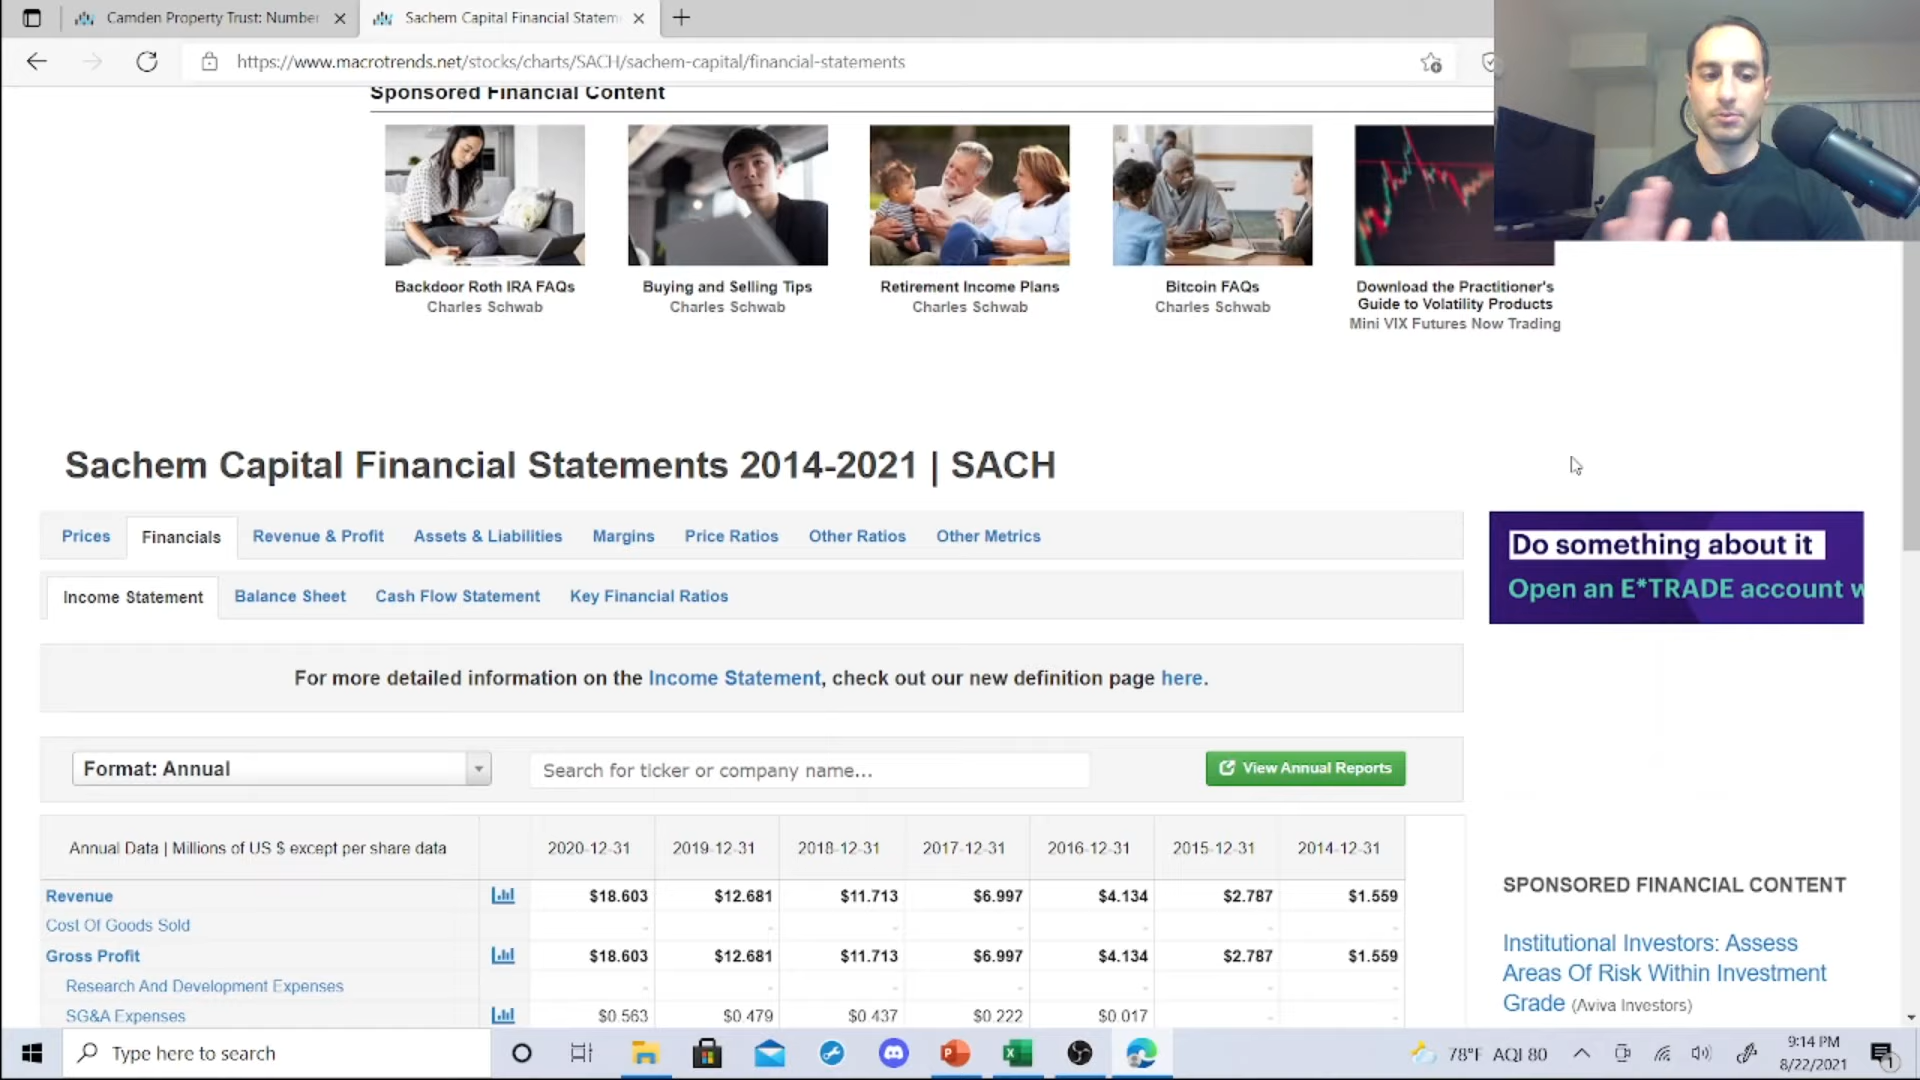 Camden Property Trust: Number
Sachem Capital Financial Statem
https://www.macrotrends.net/stocks/charts/SACH/sachem-capital/financial-statements
Sponsored Financial Content
Backdoor Roth IRA FAQs
Charles Schwab
Buying and Selling Tips
Charles Schwab
Retirement Income Plans
Charles Schwab
Bitcoin FAQs
Charles Schwab
Download the Practitioner's
Guide to Volatility Products
Mini VIX Futures Now Trading
Sachem Capital Financial Statements 2014-2021 | SACH
Prices Financials Revenue & Profit Assets & Liabilities Margins Price Ratios Other Ratios Other Metrics
Income Statement Balance Sheet Cash Flow Statement Key Financial Ratios
Do something about it
Open an E*TRADE account w
For more detailed information on the Income Statement, check out our new definition page here.
Format: Annual Search for ticker or company name... View Annual Reports
Annual Data | Millions of US $ except per share data 2020-12-31 2019-12-31 2018-12-31 2017-12-31 2016-12-31 2015-12-31 2014-12-31
Revenue $18.603 $12.681 $11.713 $6.997 $4.134 $2.787 $1.559
Cost Of Goods Sold - - - - - - -
Gross Profit $18.603 $12.681 $11.713 $6.997 $4.134 $2.787 $1.559
Research And Development Expenses - - - - - - -
SG&A Expenses $0.563 $0.479 $0.437 $0.222 $0.017 - -
SPONSORED FINANCIAL CONTENT
Institutional Investors: Assess
Areas Of Risk Within Investment
Grade (Aviva Investors)
Type here to search
78°F AQI 80
9:14 PM
8/22/2021
1